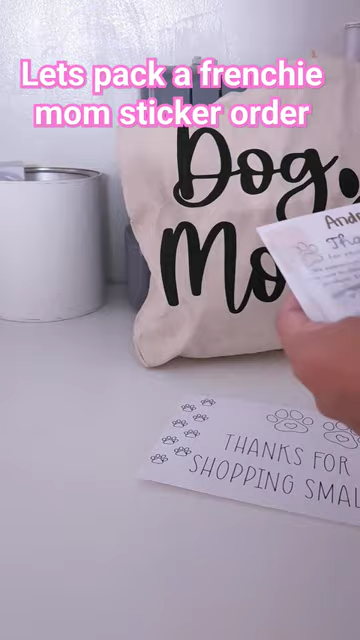 Lets pack a frenchie
mom sticker order
Dog
Mo
Andr
Tha
THANKS FOR
SHOPPING SMAL